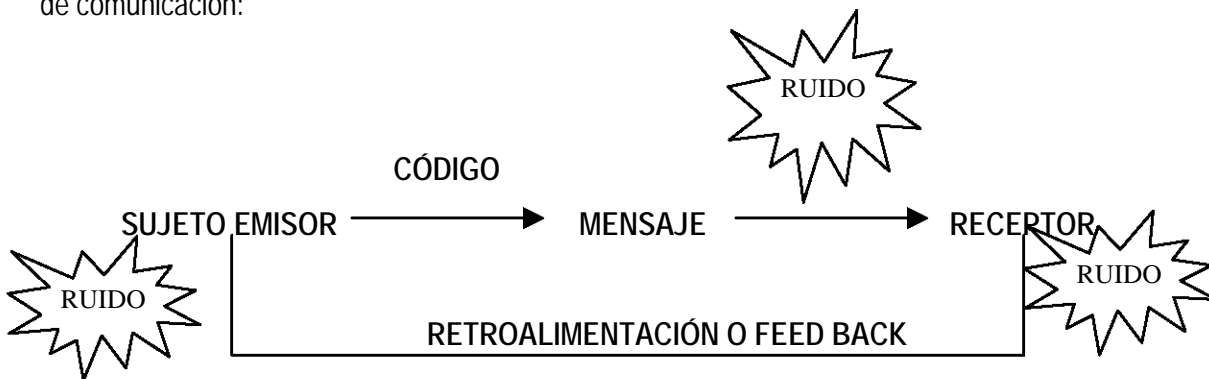 de comunicación:
RUIDO
CÓDIGO
SUJETO EMISOR MENSAJE RECEPTOR
RUIDO RUIDO
RETROALIMENTACIÓN O FEED BACK